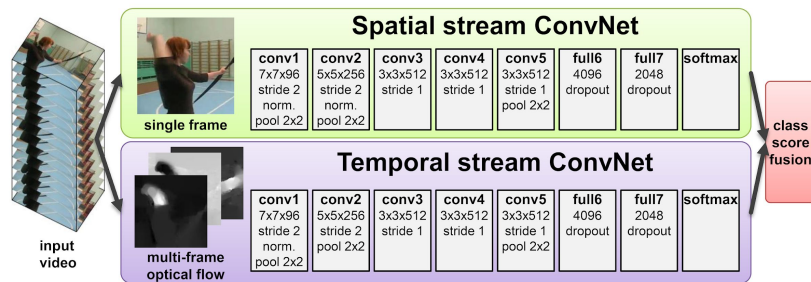 Spatial stream ConvNet
conv1
7x7x96
stride 2
norm.
pool 2x2
conv2
5x5x256
stride 2
norm.
pool 2x2
conv3
3x3x512
stride 1
conv4
3x3x512
stride 1
conv5
3x3x512
stride 1
pool 2x2
full6
4096
dropout
full7
2048
dropout
softmax
single frame
Temporal stream ConvNet
conv1
7x7x96
stride 2
norm.
pool 2x2
conv2
5x5x256
stride 2
pool 2x2
conv3
3x3x512
stride 1
conv4
3x3x512
stride 1
conv5
3x3x512
stride 1
pool 2x2
full6
4096
dropout
full7
2048
dropout
softmax
input
video
multi-frame
optical flow
class
score
fusion